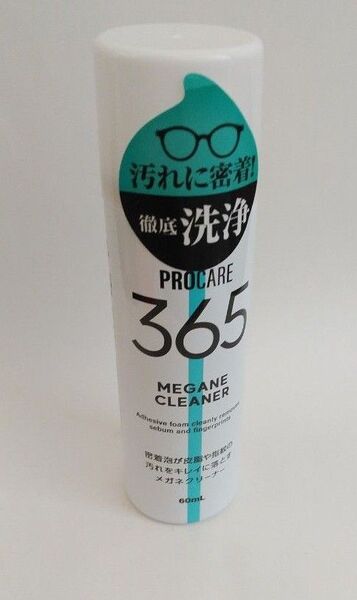 汚れに密着!
徹底 洗浄
PROCARE
365
MEGANE
CLEANER
Adhesive foam cleanly removes
sebum and fingerprints
密着泡が皮脂や指紋の
汚れをキレイに落とす
メガネクリーナー
60mL